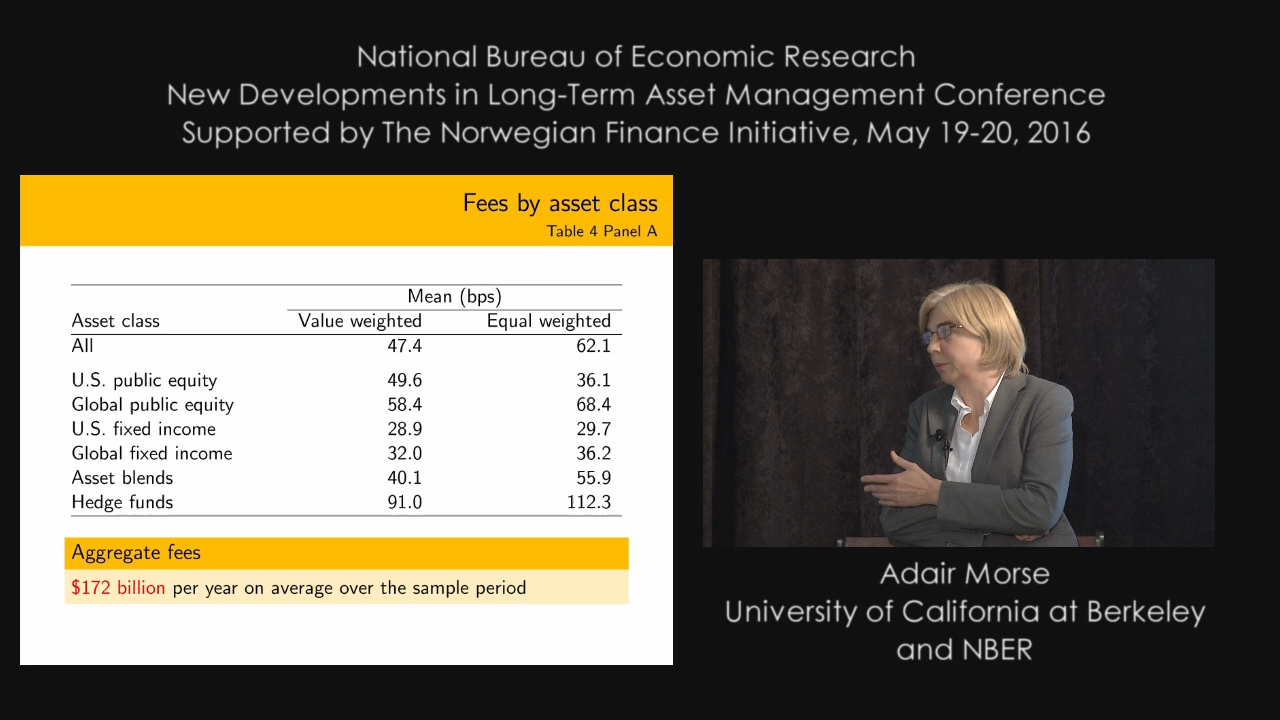 National Bureau of Economic Research
New Developments in Long-Term Asset Management Conference
Supported by The Norwegian Finance Initiative, May 19-20, 2016
Fees by asset class
Table 4 Panel A
Mean (bps)
Asset class Value weighted Equal weighted
All 47.4 62.1
U.S. public equity 49.6 36.1
Global public equity 58.4 68.4
U.S. fixed income 28.9 29.7
Global fixed income 32.0 36.2
Asset blends 40.1 55.9
Hedge funds 91.0 112.3
Aggregate fees
$172 billion per year on average over the sample period
Adair Morse
University of California at Berkeley
and NBER